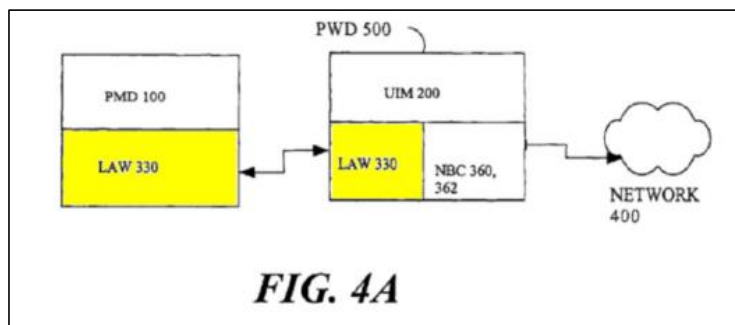 PWD 500
PMD 100
UIM 200
LAW 330
LAW 330
NBC 360,
362
NETWORK
400
FIG. 4A